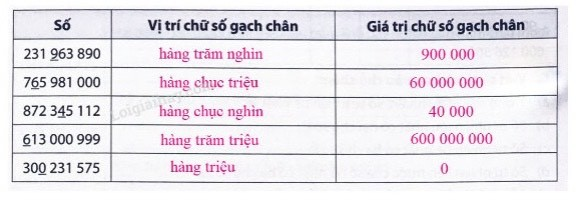 Số Vị trí chữ số gạch chân Giá trị chữ số gạch chân
231 963 890 hàng trăm nghìn 900 000
765 981 000 hàng chục triệu 60 000 000
872 345 112 hàng chục nghìn 40 000
613 000 999 hàng trăm triệu 600 000 000
300 231 575 hàng triệu 0